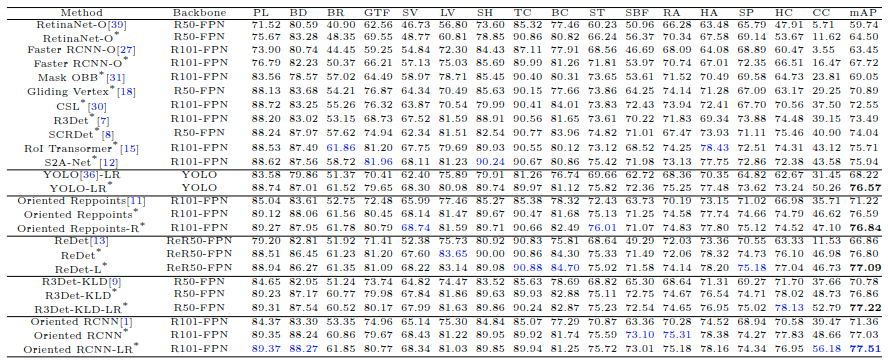 Method Backbone PL BD BR GTF SV LV SH TC BC ST SBF RA HA SP HC CC mAP
RetinaNet-O[39] R50-FPN 71.52 80.59 40.90 62.56 46.73 56.80 73.60 85.32 77.46 60.23 50.96 66.28 63.48 65.79 47.91 5.71 59.74
RetinaNet-O* R50-FPN 75.67 83.28 48.35 69.55 48.77 60.81 78.85 90.86 80.82 66.24 56.37 70.34 67.58 69.14 53.67 11.62 64.50
Faster RCNN-O[27] R101-FPN 73.90 80.74 44.45 59.25 54.84 72.30 84.43 87.11 77.91 68.56 46.69 68.09 64.08 68.89 40.47 3.55 63.45
Faster RCNN-O* R101-FPN 76.79 82.23 50.37 66.21 57.13 75.03 85.69 89.99 81.26 71.81 53.97 70.74 67.01 72.35 66.51 16.47 67.72
Mask OBB*[31] R101-FPN 83.56 78.57 57.02 64.49 58.97 78.71 85.45 90.40 80.31 73.65 53.61 71.52 70.49 69.58 64.73 23.81 69.05
Gliding Vertex*[18] R50-FPN 88.13 83.68 54.21 76.87 64.34 70.49 85.63 90.15 77.66 73.86 64.25 74.14 71.28 67.09 63.17 29.25 70.89
CSL*[30] R101-FPN 88.72 83.25 55.26 76.32 63.87 70.54 79.99 90.41 84.01 73.83 72.43 73.94 72.41 67.70 70.56 37.50 72.55
R3Det*[7] R101-FPN 88.20 83.02 53.15 68.73 67.52 81.59 88.91 90.56 81.65 73.61 70.22 71.83 69.34 73.88 74.48 39.15 73.49
SCRDet*[8] R50-FPN 88.24 87.97 57.62 74.94 62.34 81.51 82.54 90.77 83.96 74.82 71.01 67.47 73.93 71.11 75.46 40.90 74.04
RoI Transormer*[15] R101-FPN 88.53 87.49 61.86 81.20 67.75 79.69 89.93 90.55 80.12 73.12 68.52 74.25 78.43 72.51 74.31 43.12 75.71
S2A-Net*[12] R101-FPN 88.62 87.56 58.72 81.96 68.11 81.23 90.24 90.67 80.86 75.42 71.98 73.13 77.75 72.86 72.38 43.58 75.94
YOLO[36]-LR YOLO 83.58 79.86 51.37 70.41 62.40 75.89 79.91 81.26 76.74 69.66 62.72 68.36 70.35 64.82 62.67 31.45 68.22
YOLO-LR* YOLO 88.74 87.01 61.52 79.65 68.30 80.98 89.74 89.97 81.12 75.82 72.36 75.25 77.48 73.62 73.24 50.26 76.57
Oriented Reppoints[11] R101-FPN 85.04 83.61 52.75 72.48 65.99 77.46 85.27 85.38 78.32 72.43 63.73 70.19 73.15 71.02 66.98 35.71 71.22
Oriented Reppoints* R101-FPN 89.12 88.06 61.56 80.45 68.14 81.47 89.67 90.47 81.68 75.13 71.25 74.58 77.74 74.66 74.79 46.62 76.59
Oriented Reppoints-R* R101-FPN 89.27 87.95 61.78 80.79 68.74 81.59 89.71 90.66 82.49 76.01 71.07 74.83 77.80 75.12 74.52 47.10 76.84
ReDet[13] ReR50-FPN 79.20 82.81 51.92 71.41 52.38 75.73 80.92 90.83 75.81 68.64 49.29 72.03 73.36 70.55 63.33 11.53 66.86
ReDet* ReR50-FPN 88.51 86.45 61.23 81.20 67.60 83.65 90.00 90.86 84.30 75.33 71.49 72.06 78.32 74.73 76.10 46.98 76.80
ReDet-L* ReR50-FPN 88.94 86.27 61.35 81.09 68.22 83.14 89.98 90.88 84.70 75.92 71.58 74.14 78.20 75.18 77.04 46.73 77.09
R3Det-KLD[9] R50-FPN 84.65 82.95 51.24 73.74 64.82 74.47 83.52 85.63 78.69 68.82 65.30 68.64 71.31 69.27 71.70 37.66 70.78
R3Det-KLD* R50-FPN 89.23 87.17 60.77 79.98 67.84 81.86 89.63 89.93 82.88 75.11 72.75 74.67 76.54 74.71 78.02 48.73 76.86
R3Det-KLD-LR* R50-FPN 89.31 87.54 60.52 80.17 67.99 81.63 89.86 90.24 82.87 75.23 72.54 74.65 76.95 75.02 78.13 52.79 77.22
Oriented RCNN[1] R101-FPN 84.37 83.39 53.35 74.96 65.14 75.30 84.84 85.07 77.29 70.87 63.36 70.28 74.52 68.94 70.58 39.47 71.36
Oriented RCNN* R101-FPN 89.35 88.24 60.86 79.67 68.43 81.22 89.95 89.92 81.74 75.59 73.10 75.31 78.38 74.27 77.83 48.66 77.03
Oriented RCNN-LR* R101-FPN 89.37 88.27 61.85 80.77 68.34 81.03 89.85 89.94 81.25 75.72 73.01 75.18 78.16 74.34 76.95 56.18 77.51